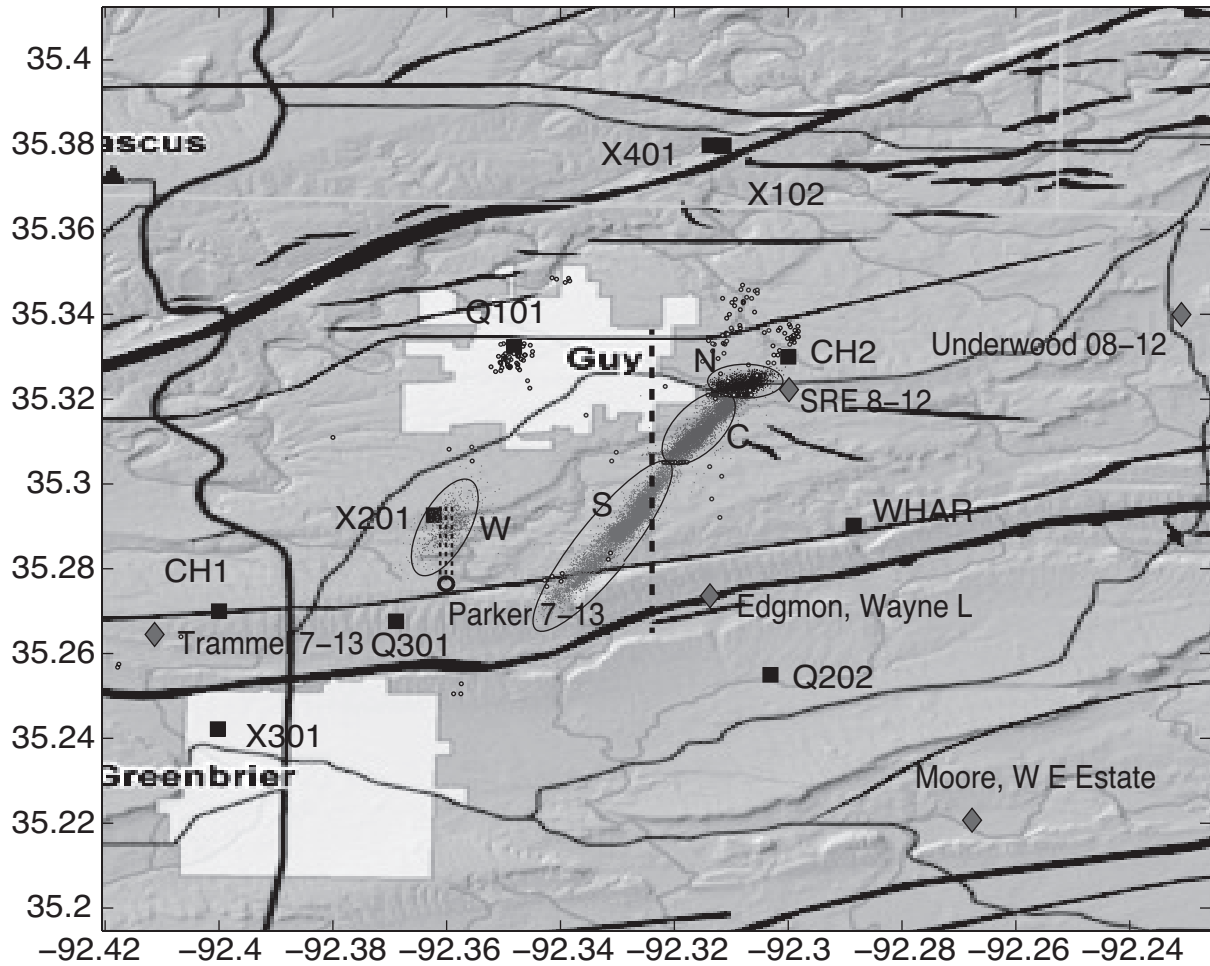 35.4
ascus
35.38
X401
X102
35.36
35.34
Q101
Underwood 08–12
Guy
N
CH2
35.32
SRE 8–12
C
35.3
S
X201
W
WHAR
35.28
CH1
Parker 7–13
Edgmon, Wayne L
Trammel 7–13
Q301
35.26
Q202
35.24
X301
Greenbrier
Moore, W E Estate
35.22
35.2
−92.42 −92.4 −92.38 −92.36 −92.34 −92.32 −92.3 −92.28 −92.26 −92.24